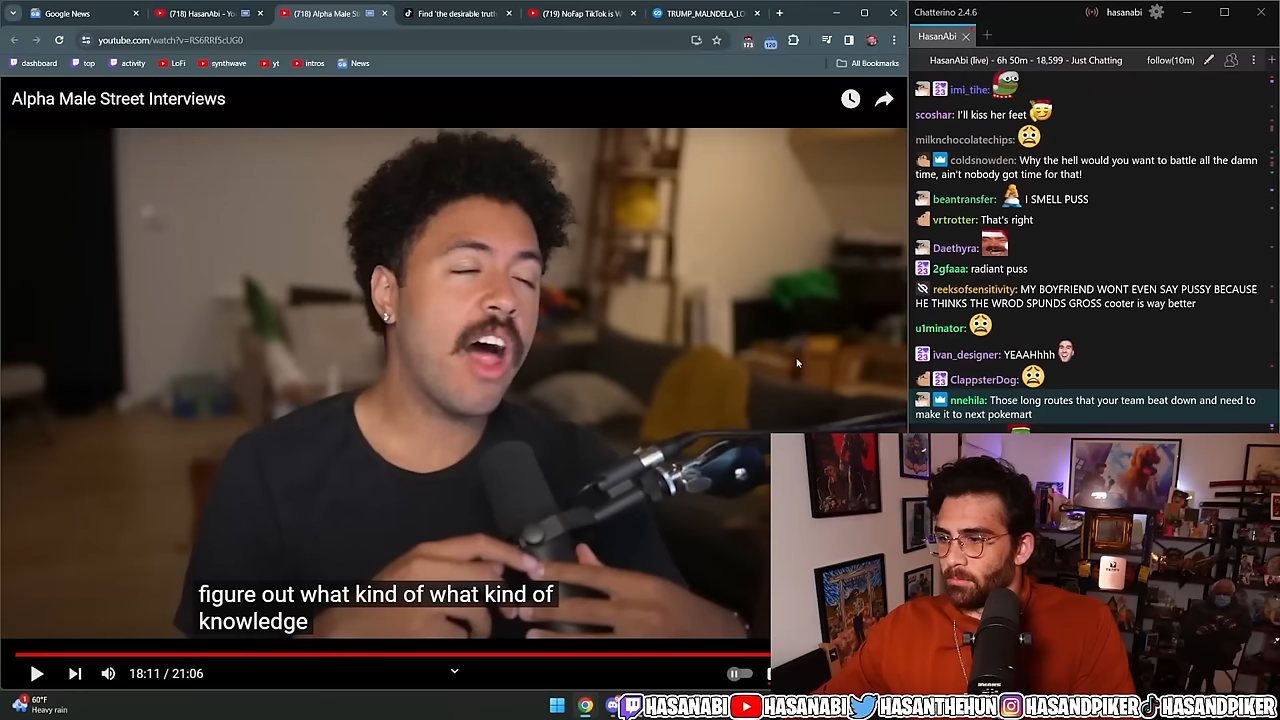 Google News
(718) HasanAbi - Yo
(718) Alpha Male St
Find 'the desirable trut
(719) NoFap TikTok is W
TRUMP_MALNDELA_LO
youtube.com/watch?v=RS6RRf5cUG0
173
120
dashboard
top
activity
LoFi
synthwave
yt
intros
News
All Bookmarks
Alpha Male Street Interviews
figure out what kind of what kind of
knowledge
18:11 / 21:06
60°F
Heavy rain
Chatterino 2.4.6
hasanabi
HasanAbi
HasanAbi (live) - 6h 50m - 18,599 - Just Chatting
follow(10m)
imi_tihe:
scoshar: I'll kiss her feet
milknchocolatechips:
coldsnowden: Why the hell would you want to battle all the damn
time, ain't nobody got time for that!
beantransfer: I SMELL PUSS
vrtrotter: That's right
Daethyra:
2gfaaa: radiant puss
reeksofsensitivity: MY BOYFRIEND WONT EVEN SAY PUSSY BECAUSE
HE THINKS THE WROD SPUNDS GROSS cooter is way better
u1minator:
ivan_designer: YEAAHhhh
ClappsterDog:
nnehila: Those long routes that your team beat down and need to
make it to next pokemart
HASANABI
HASANABI
HASANTHEHUN
HASANDPIKER
HASANDPIKER